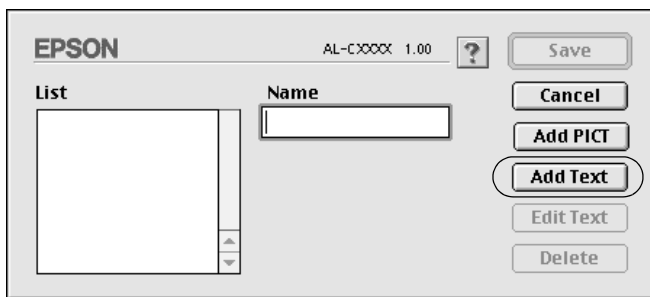 EPSON AL-CXXXX 1.00 ? Save
List Name Cancel
Add PICT
Add Text
Edit Text
Delete